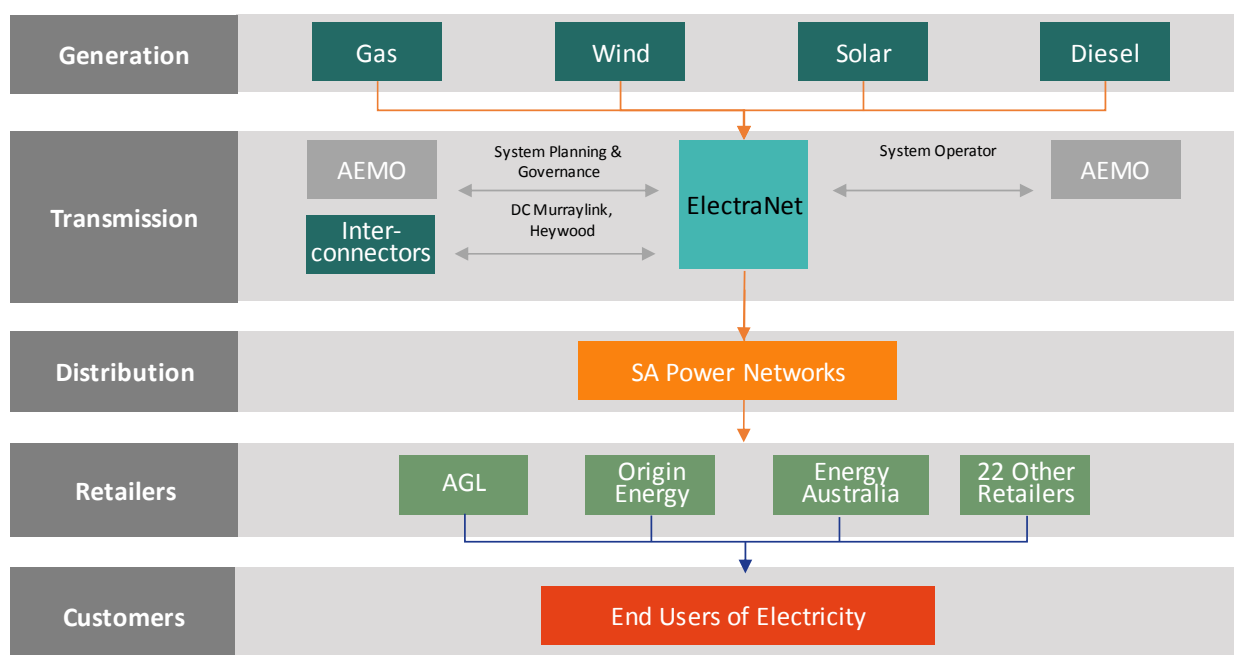 Generation
Gas
Wind
Solar
Diesel
Transmission
AEMO
System Planning &
Governance
ElectraNet
System Operator
AEMO
Inter-
connectors
DC Murraylink,
Heywood
Distribution
SA Power Networks
Retailers
AGL
Origin
Energy
Energy
Australia
22 Other
Retailers
Customers
End Users of Electricity